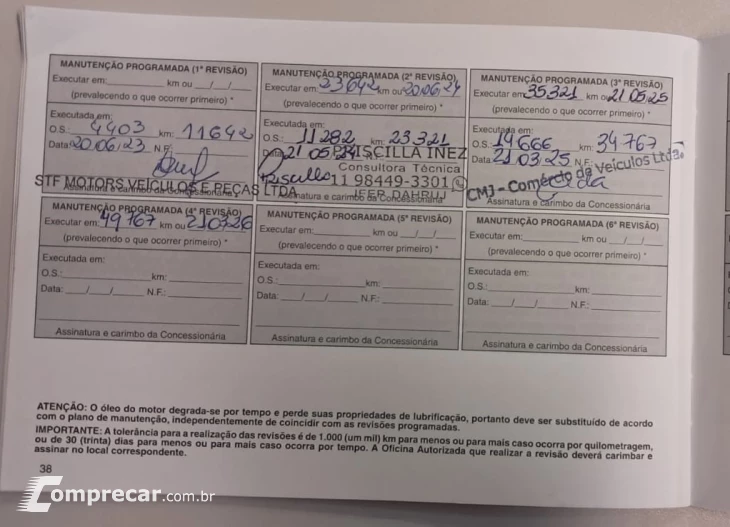 MANUTENÇÃO PROGRAMADA (1ª REVISÃO)
Executar em: km ou / /
(prevalecendo o que ocorrer primeiro) *
Executada em:
O.S.: 4403 km: 11642
Data: 20/06/23 N.F.:
STF MOTORS VEÍCULOS E PEÇAS LTDA
Assinatura e carimbo da Concessionária
MANUTENÇÃO PROGRAMADA (2ª REVISÃO)
Executar em: 23642 km ou 20/06/24
(prevalecendo o que ocorrer primeiro) *
Executada em:
O.S.: 11282 km: 23321
Data: 21/05/24 N.F.:
PRISCILLA INEZ
Consultora Técnica
Priscilla 11 98449-3301
Assinatura e carimbo da Concessionária
MANUTENÇÃO PROGRAMADA (3ª REVISÃO)
Executar em: 35321 km ou 21/05/25
(prevalecendo o que ocorrer primeiro) *
Executada em:
O.S.: 14666 km: 34767
Data: 21/03/25 N.F.:
CMJ - Comércio de Veículos Ltda.
Assinatura e carimbo da Concessionária
MANUTENÇÃO PROGRAMADA (4ª REVISÃO)
Executar em: 49767 km ou
(prevalecendo o que ocorrer primeiro) *
Executada em:
O.S.: km:
Data: / / N.F.:
Assinatura e carimbo da Concessionária
MANUTENÇÃO PROGRAMADA (5ª REVISÃO)
Executar em: km ou / /
(prevalecendo o que ocorrer primeiro) *
Executada em:
O.S.: km:
Data: / / N.F.:
Assinatura e carimbo da Concessionária
MANUTENÇÃO PROGRAMADA (6ª REVISÃO)
Executar em: km ou / /
(prevalecendo o que ocorrer primeiro) *
Executada em:
O.S.: km:
Data: / / N.F.:
Assinatura e carimbo da Concessionária
ATENÇÃO: O óleo do motor degrada-se por tempo e perde suas propriedades de lubrificação, portanto deve ser substituído de acordo
com o plano de manutenção, independentemente de coincidir com as revisões programadas.
IMPORTANTE: A tolerância para a realização das revisões é de 1.000 (um mil) km para menos ou para mais caso ocorra por quilometragem,
ou de 30 (trinta) dias para menos ou para mais caso ocorra por tempo. A Oficina Autorizada que realizar a revisão deverá carimbar e
assinar no local correspondente.
38
Comprecar.com.br